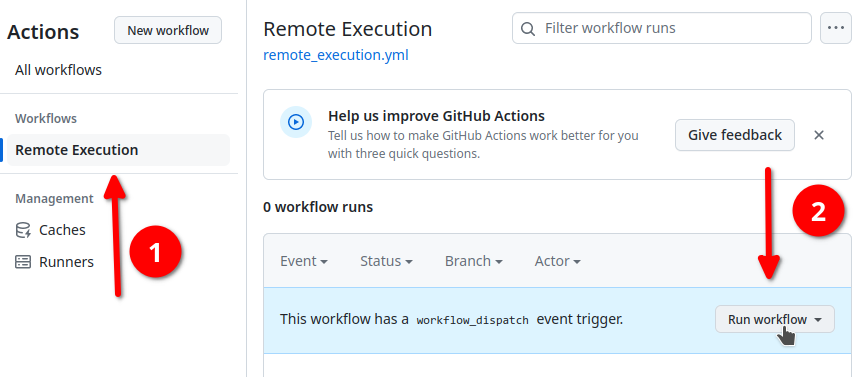 Actions
New workflow
All workflows
Workflows
Remote Execution
Management
Caches
Runners
1
Remote Execution
remote_execution.yml
Filter workflow runs
Help us improve GitHub Actions
Tell us how to make GitHub Actions work better for you
with three quick questions.
Give feedback
2
0 workflow runs
Event Status Branch Actor
This workflow has a workflow_dispatch event trigger.
Run workflow